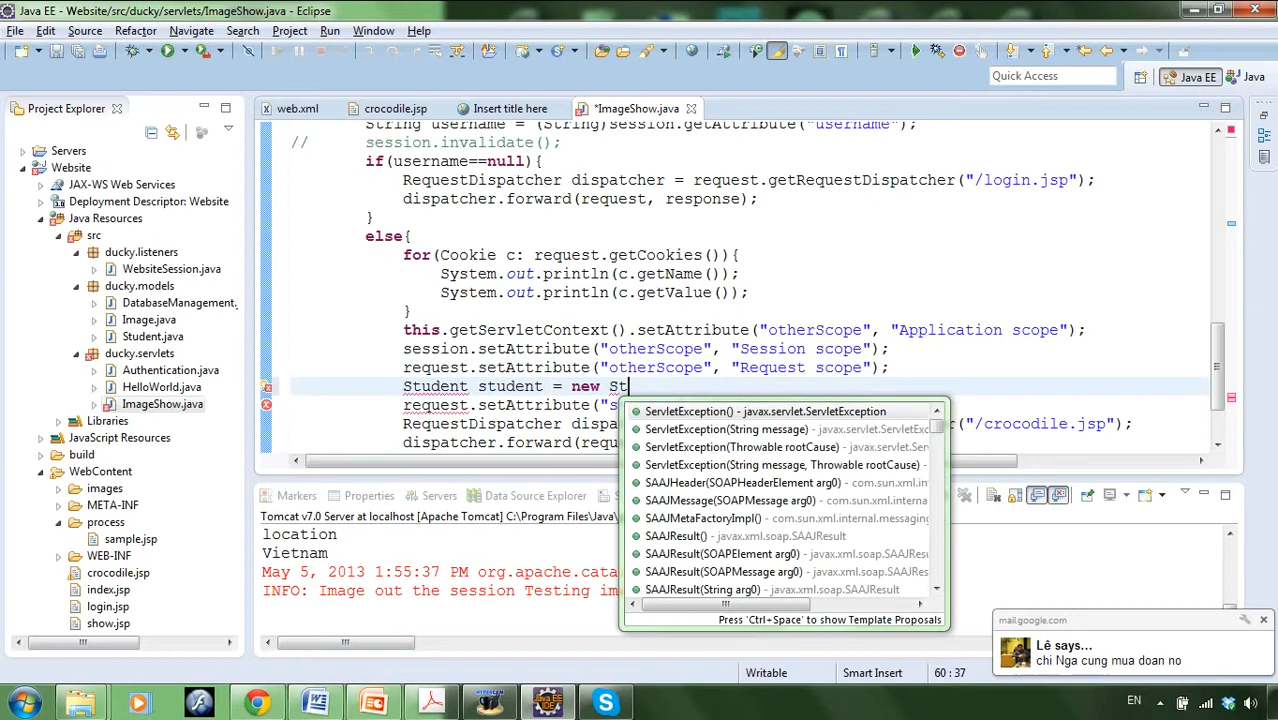 Java EE - Website/src/ducky/servlets/ImageShow.java - Eclipse
File Edit Source Refactor Navigate Search Project Run Window Help
Quick Access
Java EE
Java
Project Explorer
web.xml
crocodile.jsp
Insert title here
*ImageShow.java
Servers
Website
JAX-WS Web Services
Deployment Descriptor: Website
Java Resources
src
ducky.listeners
WebsiteSession.java
ducky.models
DatabaseManagement.
Image.java
Student.java
ducky.servlets
Authentication.java
HelloWorld.java
ImageShow.java
Libraries
JavaScript Resources
build
WebContent
images
META-INF
process
sample.jsp
WEB-INF
crocodile.jsp
index.jsp
login.jsp
show.jsp
String username = (String)session.getAttribute("username");
// session.invalidate();
if(username==null){
RequestDispatcher dispatcher = request.getRequestDispatcher("/login.jsp");
dispatcher.forward(request, response);
}
else{
for(Cookie c: request.getCookies()){
System.out.println(c.getName());
System.out.println(c.getValue());
}
this.getServletContext().setAttribute("otherScope", "Application scope");
session.setAttribute("otherScope", "Session scope");
request.setAttribute("otherScope", "Request scope");
Student student = new St
request.setAttribute("s
RequestDispatcher dispa
"/crocodile.jsp");
dispatcher.forward(requ
ServletException() - javax.servlet.ServletException
ServletException(String message) - javax.servlet.ServletExc
ServletException(Throwable rootCause) - javax.servlet.Ser
ServletException(String message, Throwable rootCause) -
SAAJHeader(SOAPHeaderElement arg0) - com.sun.xml.i
SAAJMessage(SOAPMessage arg0) - com.sun.xml.internal
SAAJMetaFactoryImpl() - com.sun.xml.internal.messaging
SAAJResult() - javax.xml.soap.SAAJResult
SAAJResult(SOAPElement arg0) - javax.xml.soap.SAAJRes
SAAJResult(SOAPMessage arg0) - javax.xml.soap.SAAJRes
SAAJResult(String arg0) - javax.xml.soap.SAAJResult
Press 'Ctrl+Space' to show Template Proposals
Markers
Properties
Servers
Data Source Explorer
Tomcat v7.0 Server at localhost [Apache Tomcat] C:\Program Files\Java\
location
Vietnam
May 5, 2013 1:55:37 PM org.apache.cata
INFO: Image out the session Testing im
Writable
Smart Insert
60 : 37
mail.google.com
Lê says...
chi Nga cung mua doan no
EN